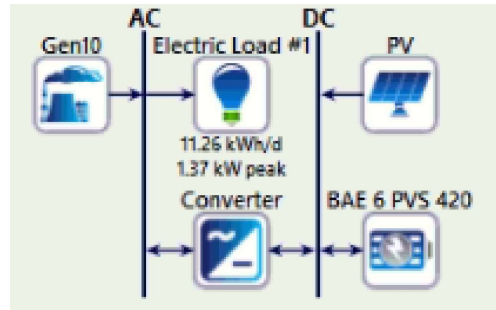 AC DC
Gen10 Electric Load #1 PV
11.26 kWh/d
1.37 kW peak
Converter BAE 6 PVS 420